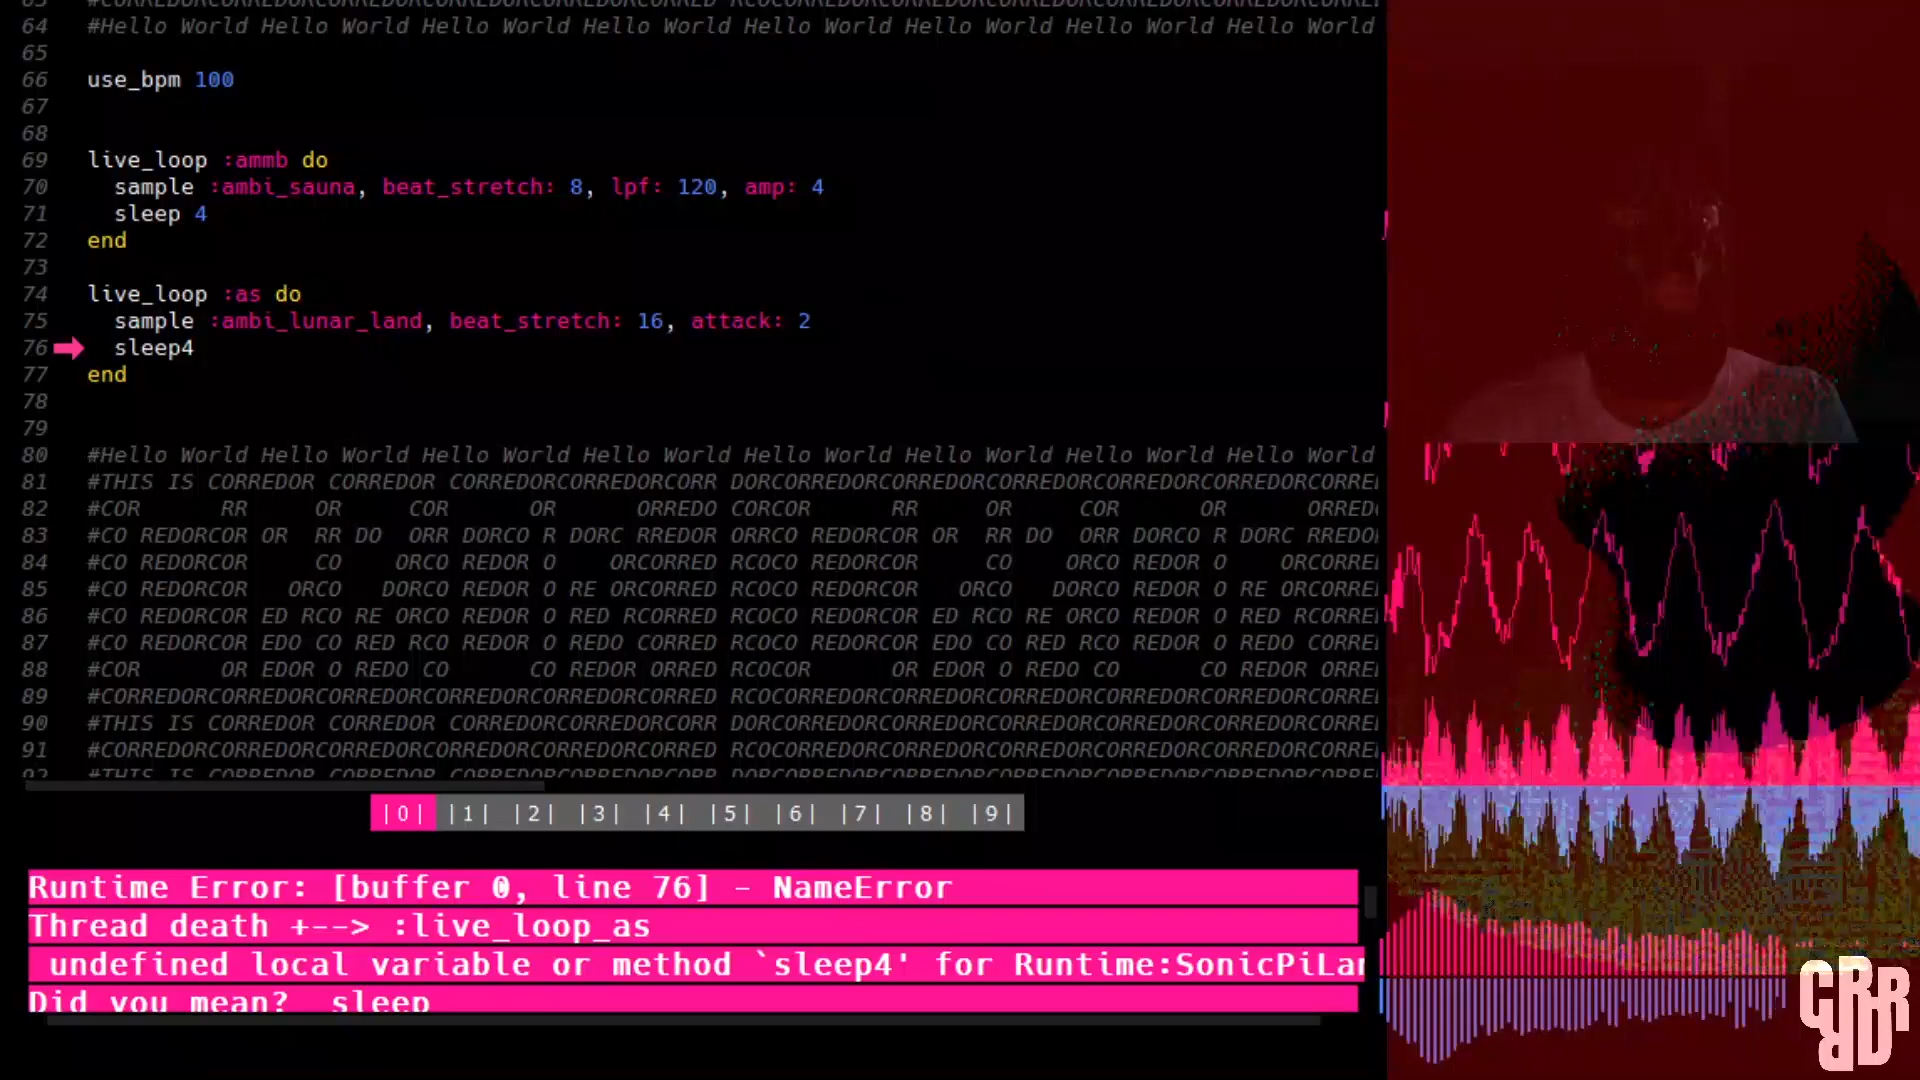 64 #Hello World Hello World Hello World Hello World Hello World Hello World Hello World Hello World
65
66 use_bpm 100
67
68
69 live_loop :ammb do
70 sample :ambi_sauna, beat_stretch: 8, lpf: 120, amp: 4
71 sleep 4
72 end
73
74 live_loop :as do
75 sample :ambi_lunar_land, beat_stretch: 16, attack: 2
76 sleep4
77 end
78
79
80 #Hello World Hello World Hello World Hello World Hello World Hello World Hello World Hello World
81 #THIS IS CORREDOR CORREDOR CORREDORCORREDORCORR DORCORREDORCORREDORCORREDORCORREDORCORREDORCORRE
82 #COR      RR     OR     COR      OR      ORREDO CORCOR      RR     OR     COR      OR      ORRED
83 #CO REDORCOR OR  RR DO  ORR DORCO R DORC RREDOR ORRCO REDORCOR OR  RR DO  ORR DORCO R DORC RREDO
84 #CO REDORCOR     CO    ORCO REDOR O    ORCORRED RCOCO REDORCOR     CO    ORCO REDOR O    ORCORRE
85 #CO REDORCOR   ORCO   DORCO REDOR O RE ORCORRED RCOCO REDORCOR   ORCO   DORCO REDOR O RE ORCORRE
86 #CO REDORCOR ED RCO RE ORCO REDOR O RED RCORRED RCOCO REDORCOR ED RCO RE ORCO REDOR O RED RCORRE
87 #CO REDORCOR EDO CO RED RCO REDOR O REDO CORRED RCOCO REDORCOR EDO CO RED RCO REDOR O REDO CORRE
88 #COR      OR EDOR O REDO CO      CO REDOR ORRED RCOCOR      OR EDOR O REDO CO      CO REDOR ORRE
89 #CORREDORCORREDORCORREDORCORREDORCORREDORCORRED RCOCORREDORCORREDORCORREDORCORREDORCORREDORCORRE
90 #THIS IS CORREDOR CORREDOR CORREDORCORREDORCORR DORCORREDORCORREDORCORREDORCORREDORCORREDORCORRE
91 #CORREDORCORREDORCORREDORCORREDORCORREDORCORRED RCOCORREDORCORREDORCORREDORCORREDORCORREDORCORRE
92 #THIS IS CORREDOR CORREDOR CORREDORCORREDORCORR DORCORREDORCORREDORCORREDORCORREDORCORREDORCORRE
|0| |1| |2| |3| |4| |5| |6| |7| |8| |9|
Runtime Error: [buffer 0, line 76] - NameError
Thread death +--> :live_loop_as
undefined local variable or method `sleep4' for Runtime:SonicPiLan
Did you mean?  sleep